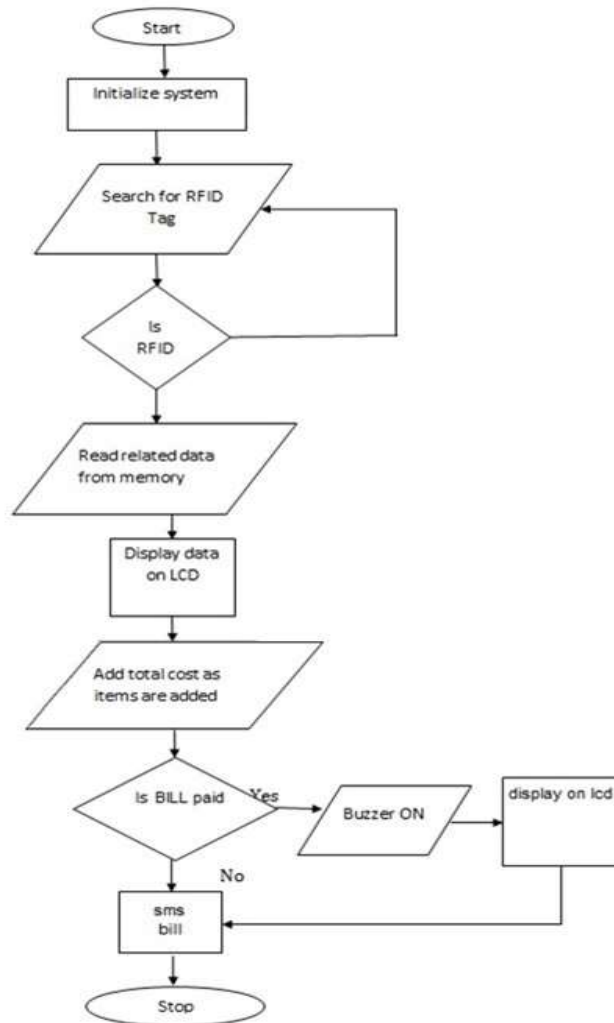 Start
Initialize system
Search for RFID
Tag
Is
RFID
Read related data
from memory
Display data
on LCD
Add total cost as
items are added
Is BILL paid
Yes
Buzzer ON
display on lcd
No
sms
bill
Stop